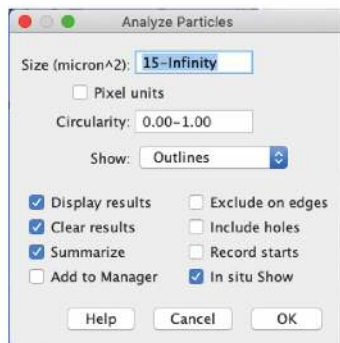 Analyze Particles
Size (micron^2): 15-Infinity
Pixel units
Circularity: 0.00-1.00
Show: Outlines
Display results Exclude on edges
Clear results Include holes
Summarize Record starts
Add to Manager In situ Show
Help Cancel OK